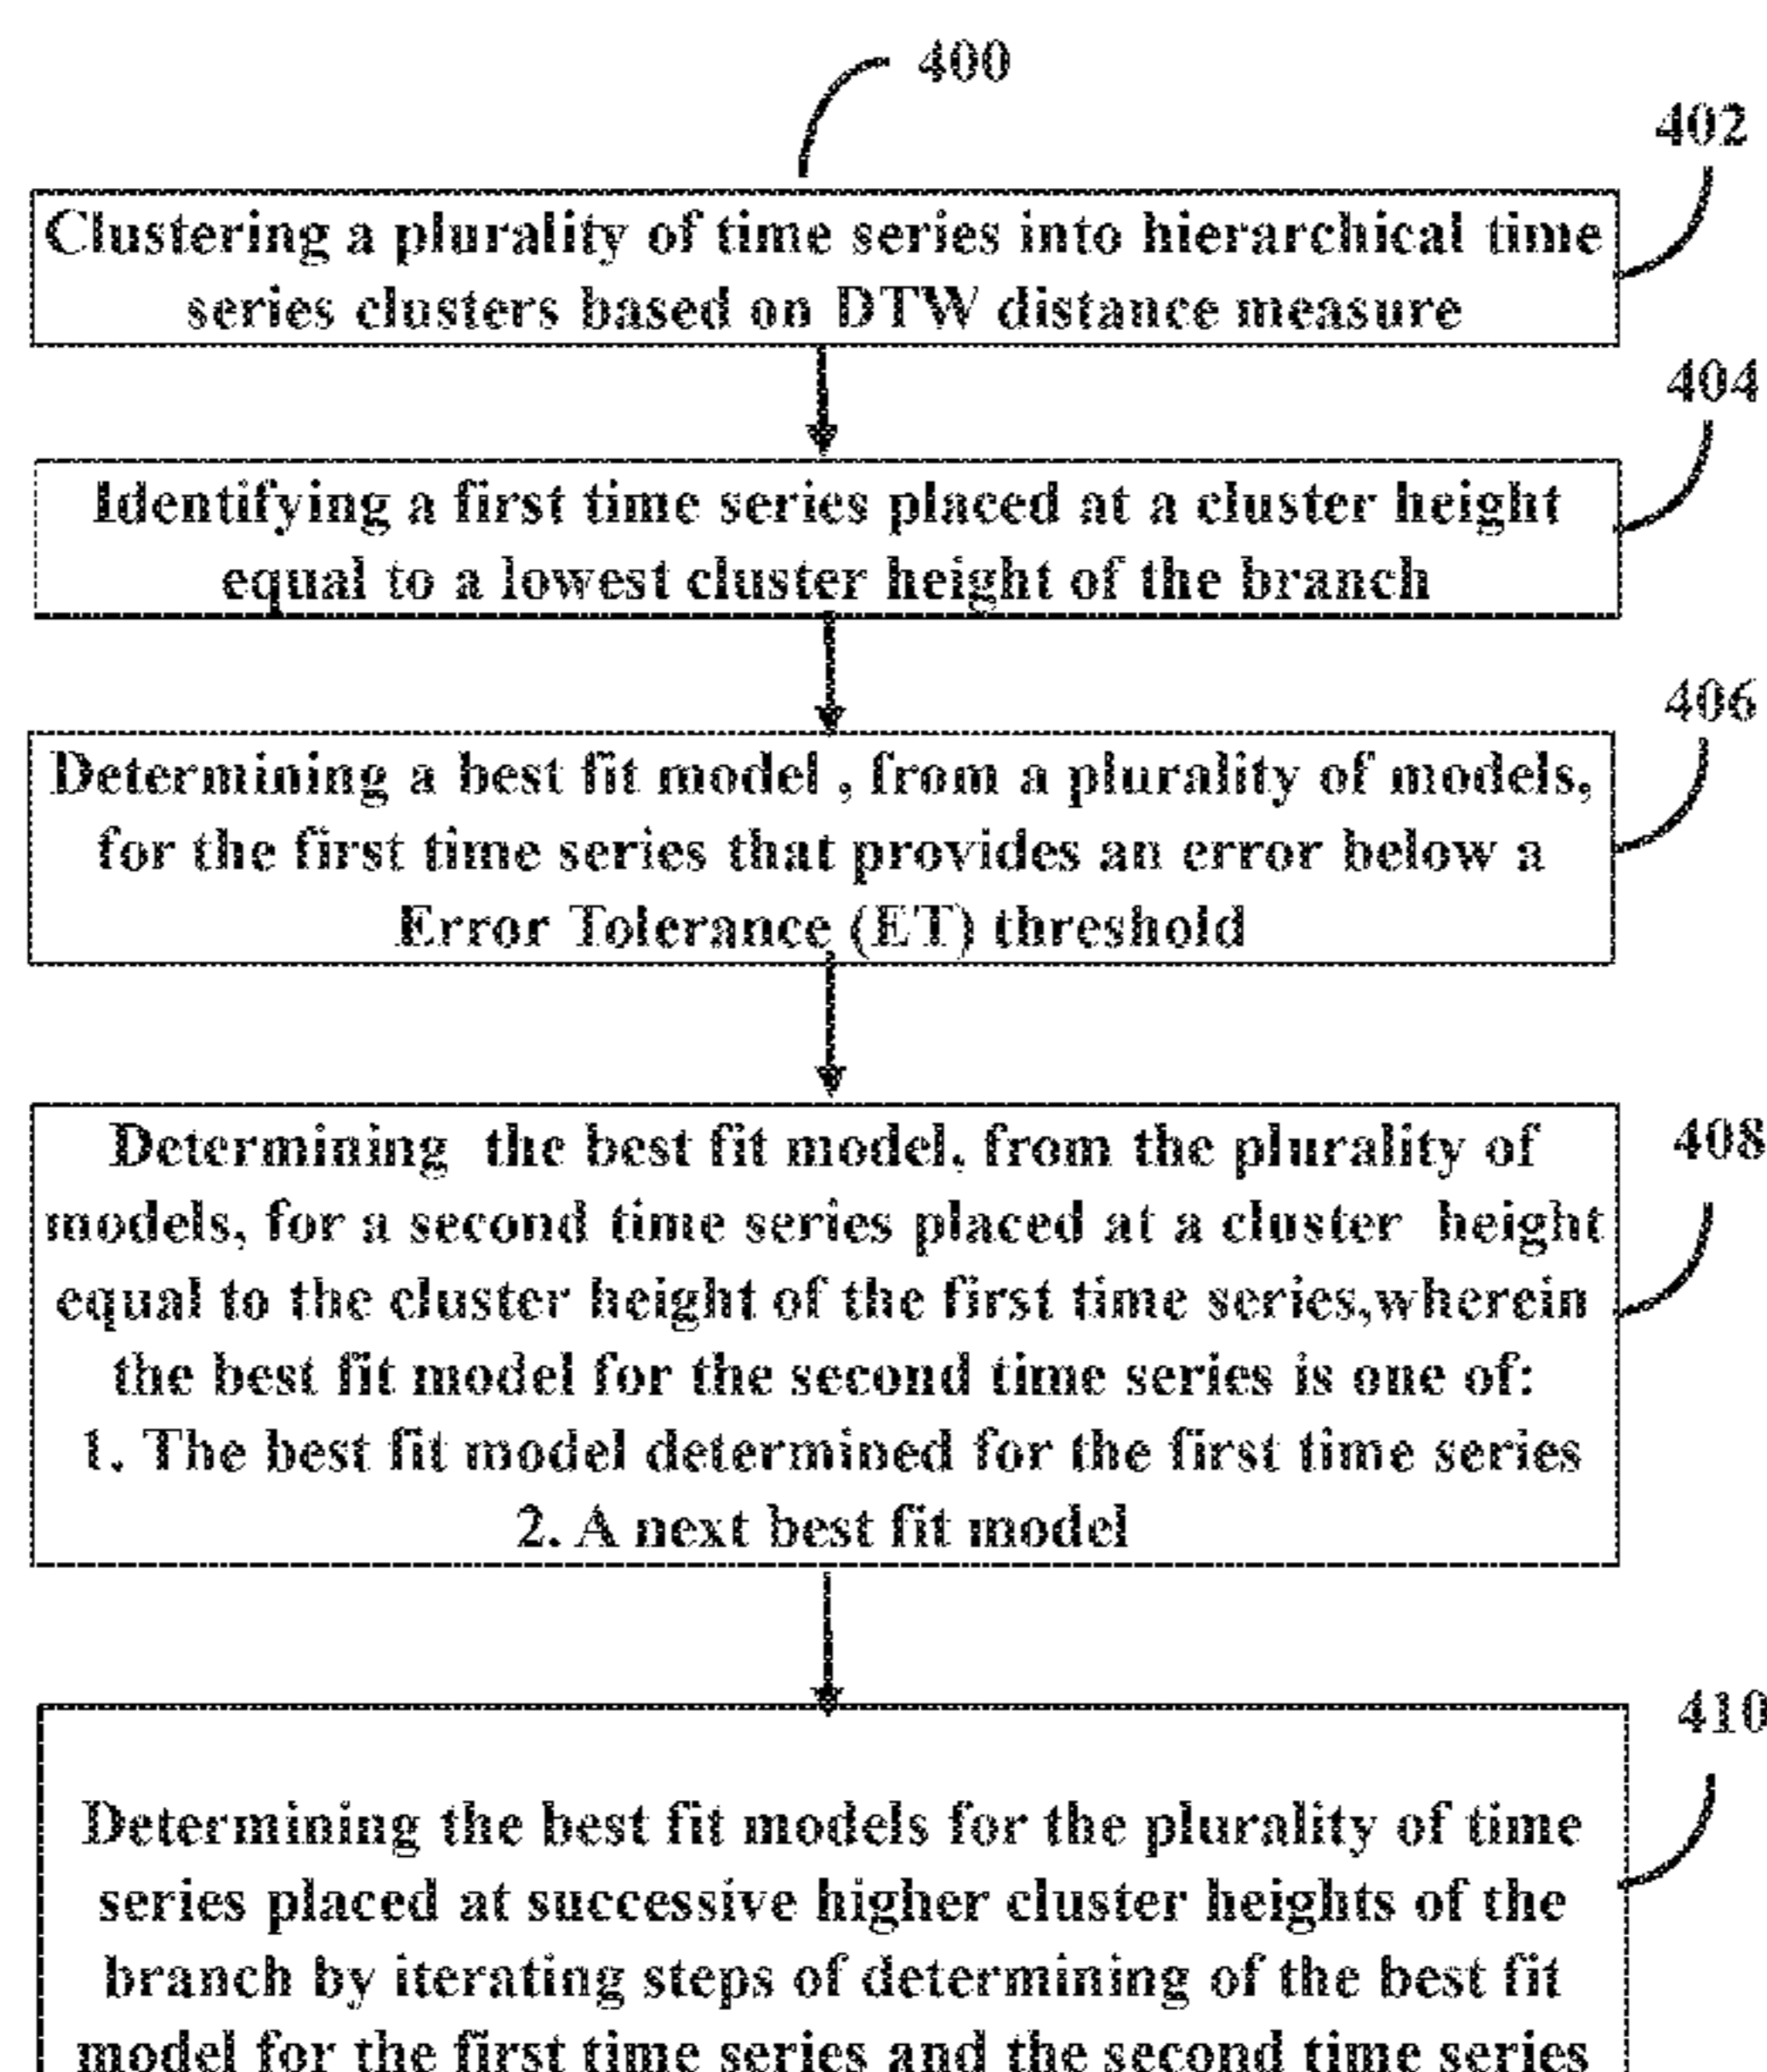 400
402
Clustering a plurality of time series into hierarchical time
series clusters based on DTW distance measure
404
Identifying a first time series placed at a cluster height
equal to a lowest cluster height of the branch
406
Determining a best fit model , from a plurality of models,
for the first time series that provides an error below a
Error Tolerance (ET) threshold
408
Determining the best fit model, from the plurality of
models, for a second time series placed at a cluster height
equal to the cluster height of the first time series,wherein
the best fit model for the second time series is one of:
1. The best fit model determined for the first time series
2. A next best fit model
410
Determining the best fit models for the plurality of time
series placed at successive higher cluster heights of the
branch by iterating steps of determining of the best fit
model for the first time series and the second time series